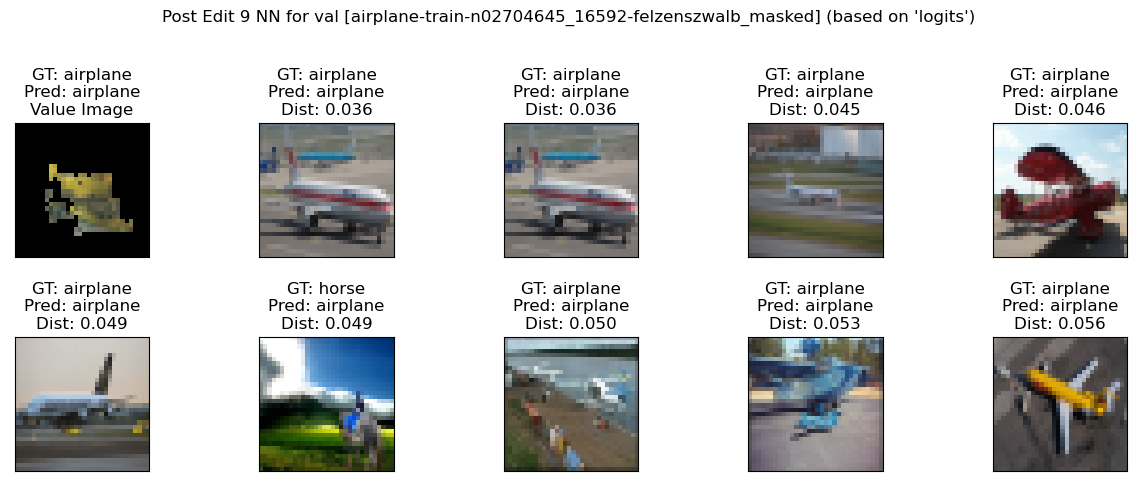 Post Edit 9 NN for val [airplane-train-n02704645_16592-felzenszwalb_masked] (based on 'logits')
GT: airplane
Pred: airplane
Value Image
GT: airplane
Pred: airplane
Dist: 0.036
GT: airplane
Pred: airplane
Dist: 0.036
GT: airplane
Pred: airplane
Dist: 0.045
GT: airplane
Pred: airplane
Dist: 0.046
GT: airplane
Pred: airplane
Dist: 0.049
GT: horse
Pred: airplane
Dist: 0.049
GT: airplane
Pred: airplane
Dist: 0.050
GT: airplane
Pred: airplane
Dist: 0.053
GT: airplane
Pred: airplane
Dist: 0.056